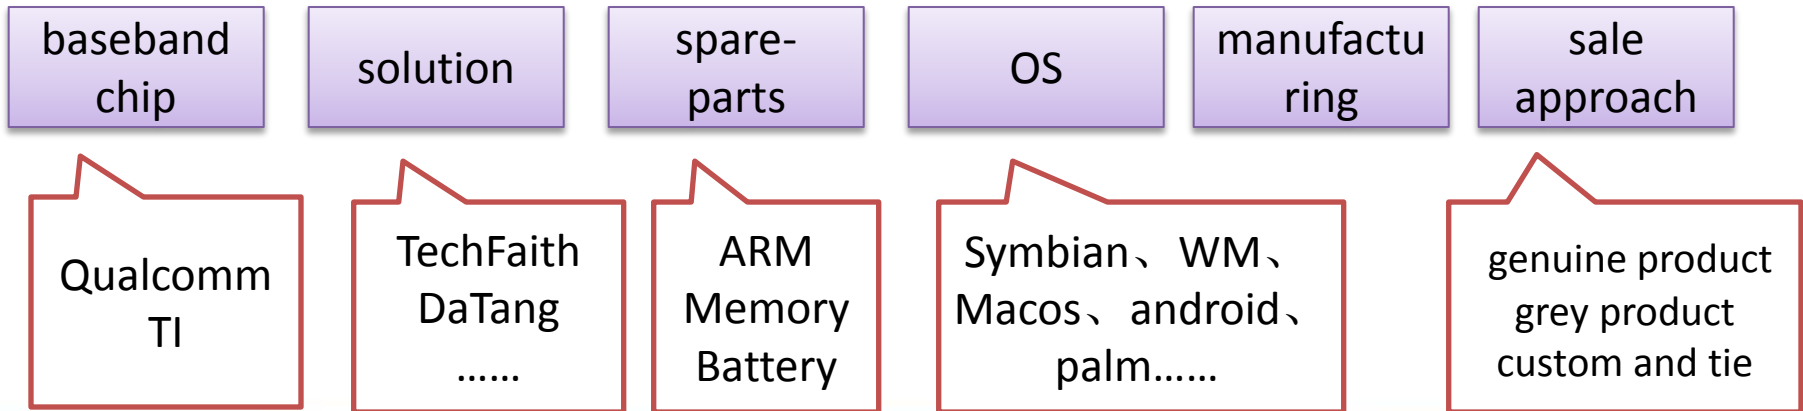 baseband
chip
solution
spare-
parts
OS
manufactu
ring
sale
approach
Qualcomm
TI
TechFaith
DaTang
……
ARM
Memory
Battery
Symbian、WM、
Macos、android、
palm……
genuine product
grey product
custom and tie